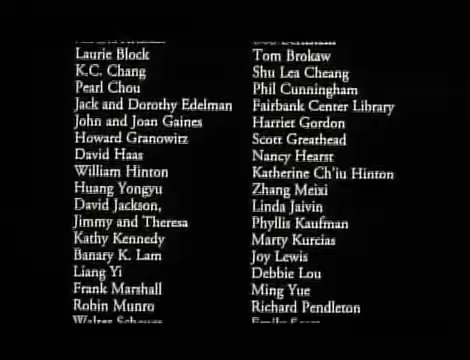 Laurie Block
K.C. Chang
Pearl Chou
Jack and Dorothy Edelman
John and Joan Gaines
Howard Granowitz
David Haas
William Hinton
Huang Yongyu
David Jackson,
Jimmy and Theresa
Kathy Kennedy
Banary K. Lam
Liang Yi
Frank Marshall
Robin Munro
Tom Brokaw
Shu Lea Cheang
Phil Cunningham
Fairbank Center Library
Harriet Gordon
Scott Greathead
Nancy Hearst
Katherine Ch'iu Hinton
Zhang Meixi
Linda Jaivin
Phyllis Kaufman
Marty Kurcias
Joy Lewis
Debbie Lou
Ming Yue
Richard Pendleton